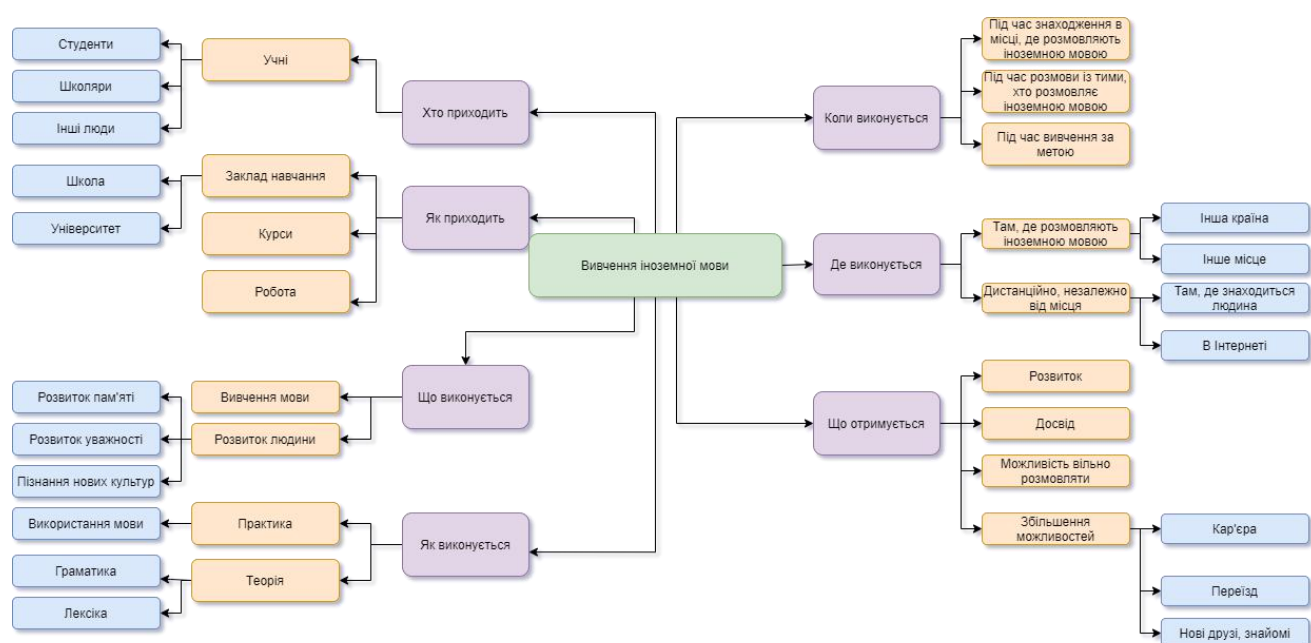 Студенти
Школяри
Інші люди
Учні
Хто приходить
Школа
Університет
Заклад навчання
Курси
Робота
Як приходить
Вивчення іноземної мови
Розвиток пам'яті
Розвиток уважності
Пізнання нових культур
Вивчення мови
Розвиток людини
Що виконується
Використання мови
Граматика
Лексіка
Практика
Теорія
Як виконується
Коли виконується
Під час знаходження в
місці, де розмовляють
іноземною мовою
Під час розмови із тими,
хто розмовляє
іноземною мовою
Під час вивчення за
метою
Де виконується
Там, де розмовляють
іноземною мовою
Інша країна
Інше місце
Дистанційно, незалежно
від місця
Там, де знаходиться
людина
В Інтернеті
Що отримується
Розвиток
Досвід
Можливість вільно
розмовляти
Збільшення
можливостей
Кар'єра
Переїзд
Нові друзі, знайомі